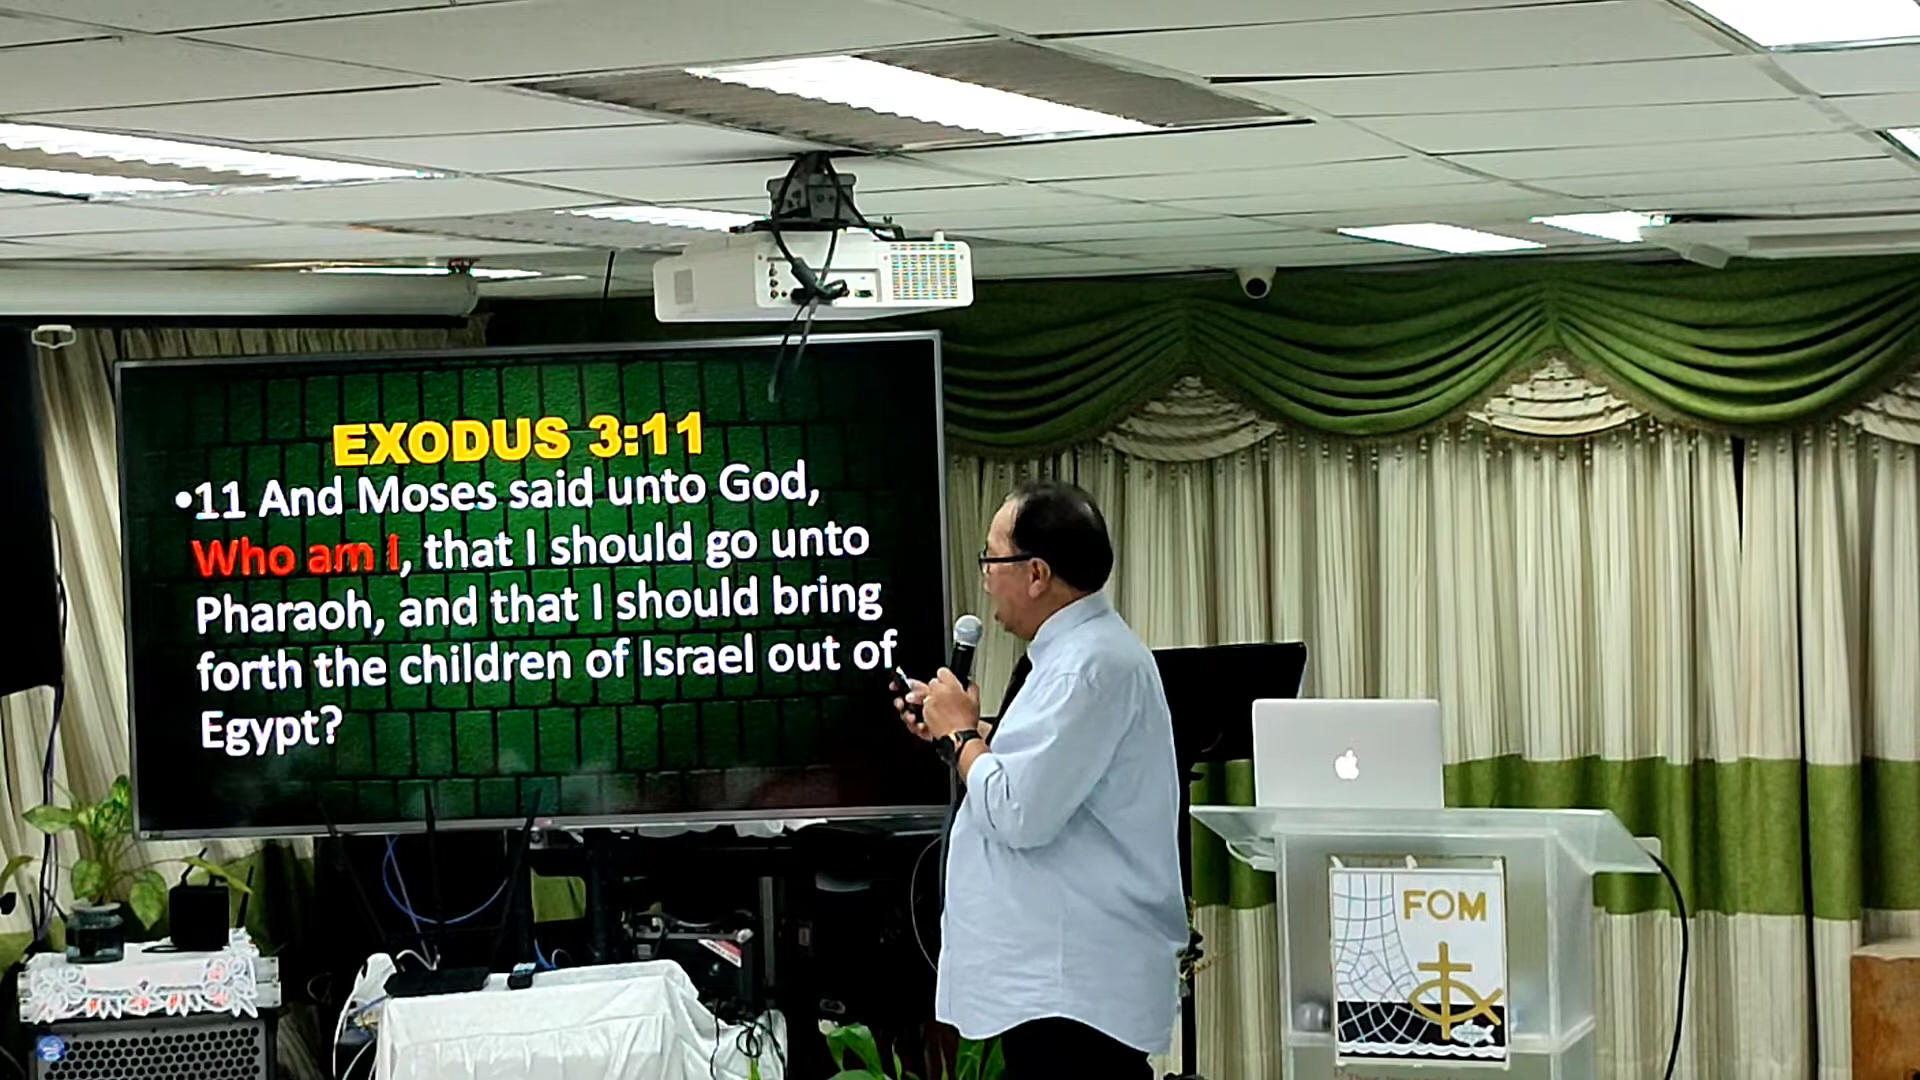 EXODUS 3:11
•11 And Moses said unto God,
Who am I, that I should go unto
Pharaoh, and that I should bring
forth the children of Israel out of
Egypt?
FOM